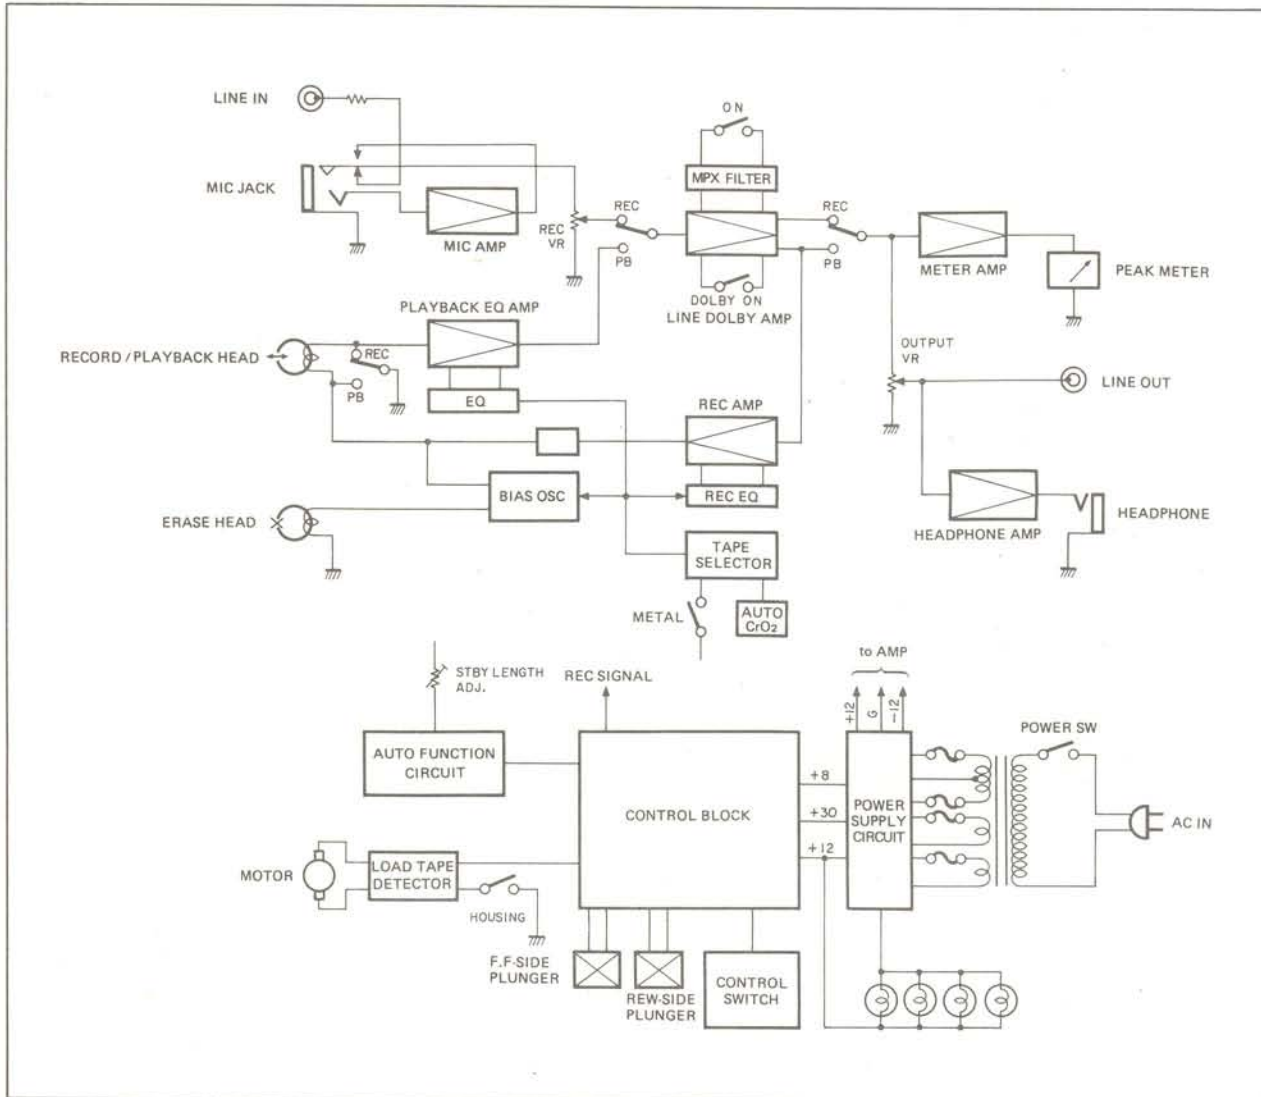 LINE IN
ON
MPX FILTER
MIC JACK
REC
REC
REC VR
MIC AMP
PB
PB
METER AMP
PEAK METER
DOLBY ON
LINE DOLBY AMP
PLAYBACK EQ AMP
RECORD / PLAYBACK HEAD
REC
PB
OUTPUT
VR
LINE OUT
EQ
REC AMP
BIAS OSC
REC EQ
ERASE HEAD
HEADPHONE
HEADPHONE AMP
TAPE
SELECTOR
METAL
AUTO
CrO2
to AMP
STBY LENGTH
ADJ.
REC SIGNAL
+12
G
-12
POWER SW
AUTO FUNCTION
CIRCUIT
+8
CONTROL BLOCK
+30
POWER
SUPPLY
CIRCUIT
AC IN
+12
MOTOR
LOAD TAPE
DETECTOR
HOUSING
F.F-SIDE
PLUNGER
REW-SIDE
PLUNGER
CONTROL
SWITCH